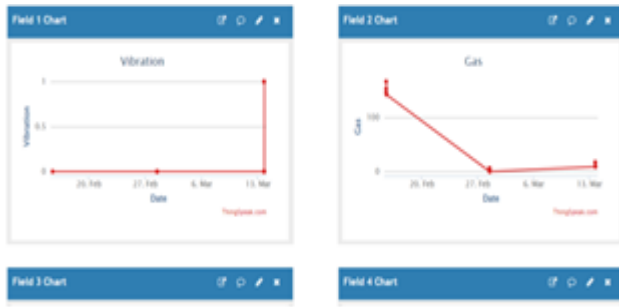 Field 1 Chart
Vibration
Vibration
1
0.5
0
20. Feb
27. Feb
6. Mar
13. Mar
Date
ThingSpeak.com
Field 2 Chart
Gas
Gas
100
0
20. Feb
27. Feb
6. Mar
13. Mar
Date
ThingSpeak.com
Field 3 Chart
Field 4 Chart